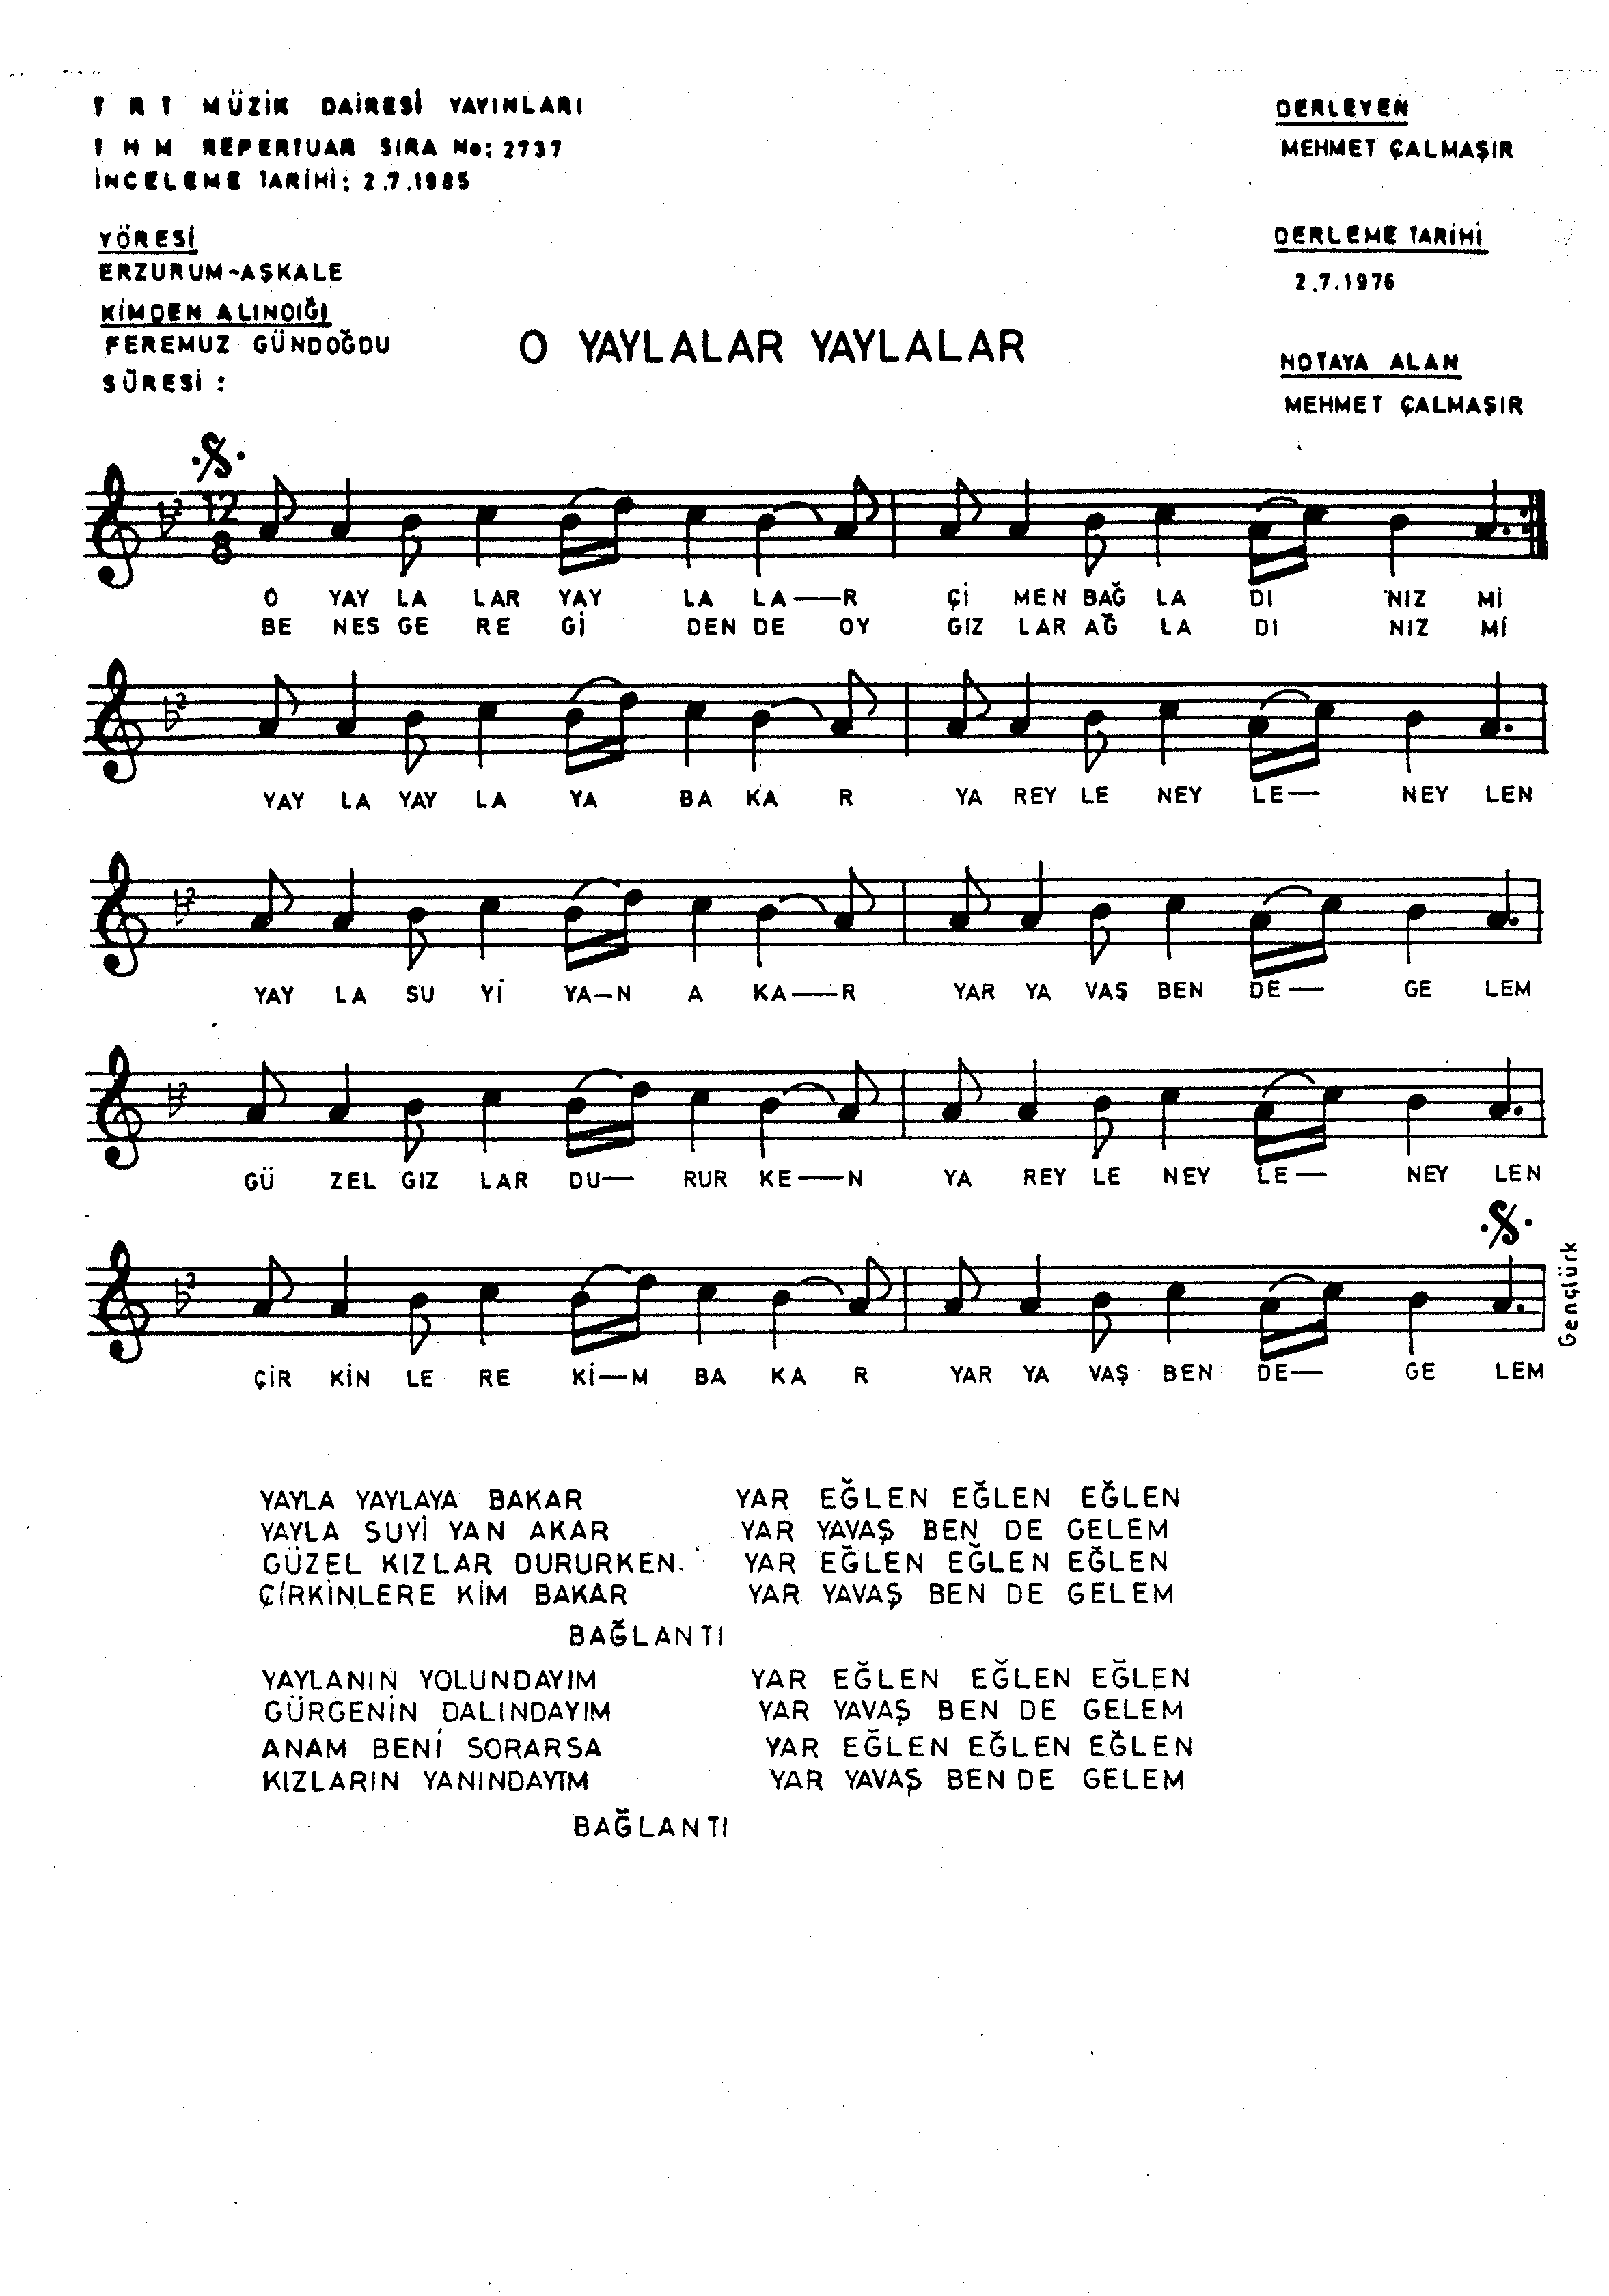 T R T MÜZİK DAİRESİ YAYINLARI
T H M REPERTUAR SIRA No: 2737
İNCELEME TARİHİ: 2.7.1985
DERLEYEN
MEHMET ÇALMAŞIR
YÖRESİ
ERZURUM-AŞKALE
DERLEME TARİHİ
2.7.1976
KİMDEN ALINDIĞI
FEREMUZ GÜNDOĞDU
SÜRESİ :
O YAYLALAR YAYLALAR
NOTAYA ALAN
MEHMET ÇALMAŞIR
12
8
O YAY LA LAR YAY LA LA—R Çİ MEN BAĞ LA DI NIZ Mİ
BE NES GE RE Gİ DEN DE OY GIZ LAR AĞ LA DI NIZ Mİ
YAY LA YAY LA YA BA KA R YA REY LE NEY LE— NEY LEN
YAY LA SU Yİ YA—N A KA—R YAR YA VAŞ BEN DE— GE LEM
GÜ ZEL GIZ LAR DU— RUR KE—N YA REY LE NEY LE— NEY LEN
ÇİR KİN LE RE Kİ—M BA KA R YAR YA VAŞ BEN DE— GE LEM
Gençtürk
YAYLA YAYLAYA BAKAR YAR EĞLEN EĞLEN EĞLEN
YAYLA SUYİ YAN AKAR YAR YAVAŞ BEN DE GELEM
GÜZEL KIZLAR DURURKEN YAR EĞLEN EĞLEN EĞLEN
ÇİRKİNLERE KİM BAKAR YAR YAVAŞ BEN DE GELEM
BAĞLANTI
YAYLANIN YOLUNDAYIM YAR EĞLEN EĞLEN EĞLEN
GÜRGENİN DALINDAYIM YAR YAVAŞ BEN DE GELEM
ANAM BENİ SORARSA YAR EĞLEN EĞLEN EĞLEN
KIZLARIN YANINDAYIM YAR YAVAŞ BEN DE GELEM
BAĞLANTI